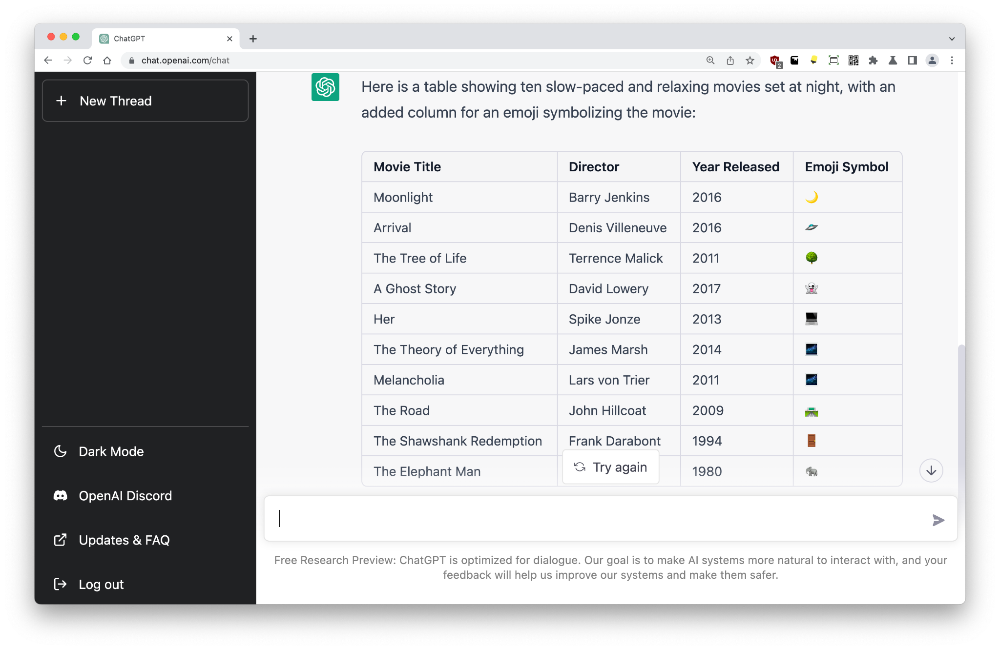 ChatGPT
chat.openai.com/chat
2
New Thread
Here is a table showing ten slow-paced and relaxing movies set at night, with an
added column for an emoji symbolizing the movie:
Movie Title Director Year Released Emoji Symbol
Moonlight Barry Jenkins 2016 🌙
Arrival Denis Villeneuve 2016 🛸
The Tree of Life Terrence Malick 2011 🌳
A Ghost Story David Lowery 2017 👻
Her Spike Jonze 2013 💻
The Theory of Everything James Marsh 2014 🌌
Melancholia Lars von Trier 2011 🌌
The Road John Hillcoat 2009 🛣️
The Shawshank Redemption Frank Darabont 1994 🚪
The Elephant Man 1980 🐘
Try again
Dark Mode
OpenAI Discord
Updates & FAQ
Log out
Free Research Preview: ChatGPT is optimized for dialogue. Our goal is to make AI systems more natural to interact with, and your
feedback will help us improve our systems and make them safer.